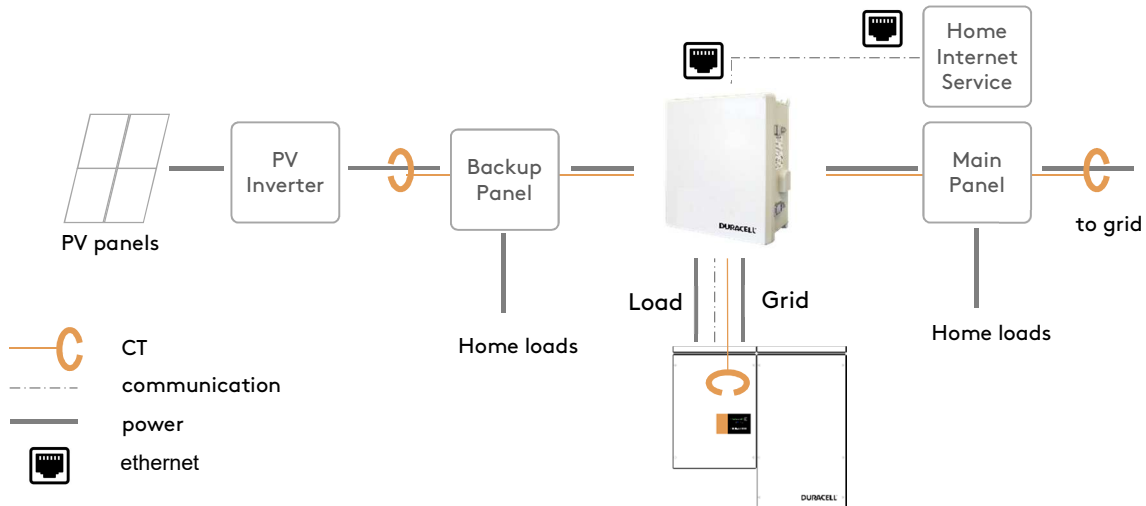 Home
Internet
Service
PV
Inverter
Backup
Panel
Main
Panel
DURACELL
PV panels
to grid
Load
Grid
Home loads
Home loads
CT
communication
power
ethernet
DURACELL